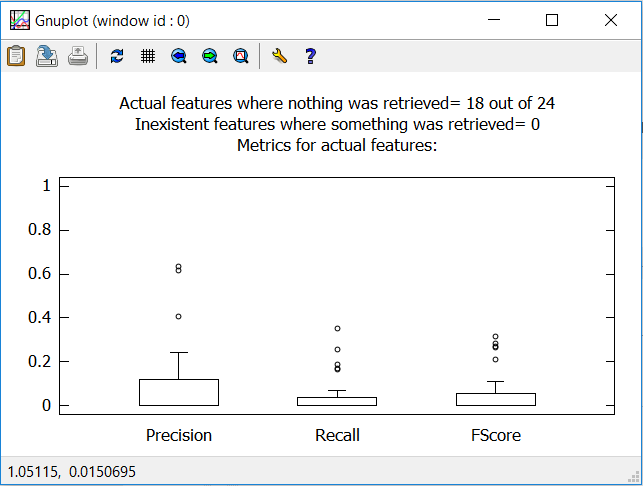 Gnuplot (window id : 0)
?
Actual features where nothing was retrieved= 18 out of 24
Inexistent features where something was retrieved= 0
Metrics for actual features:
1
0.8
0.6
0.4
0.2
0
Precision Recall FScore
1.05115, 0.0150695